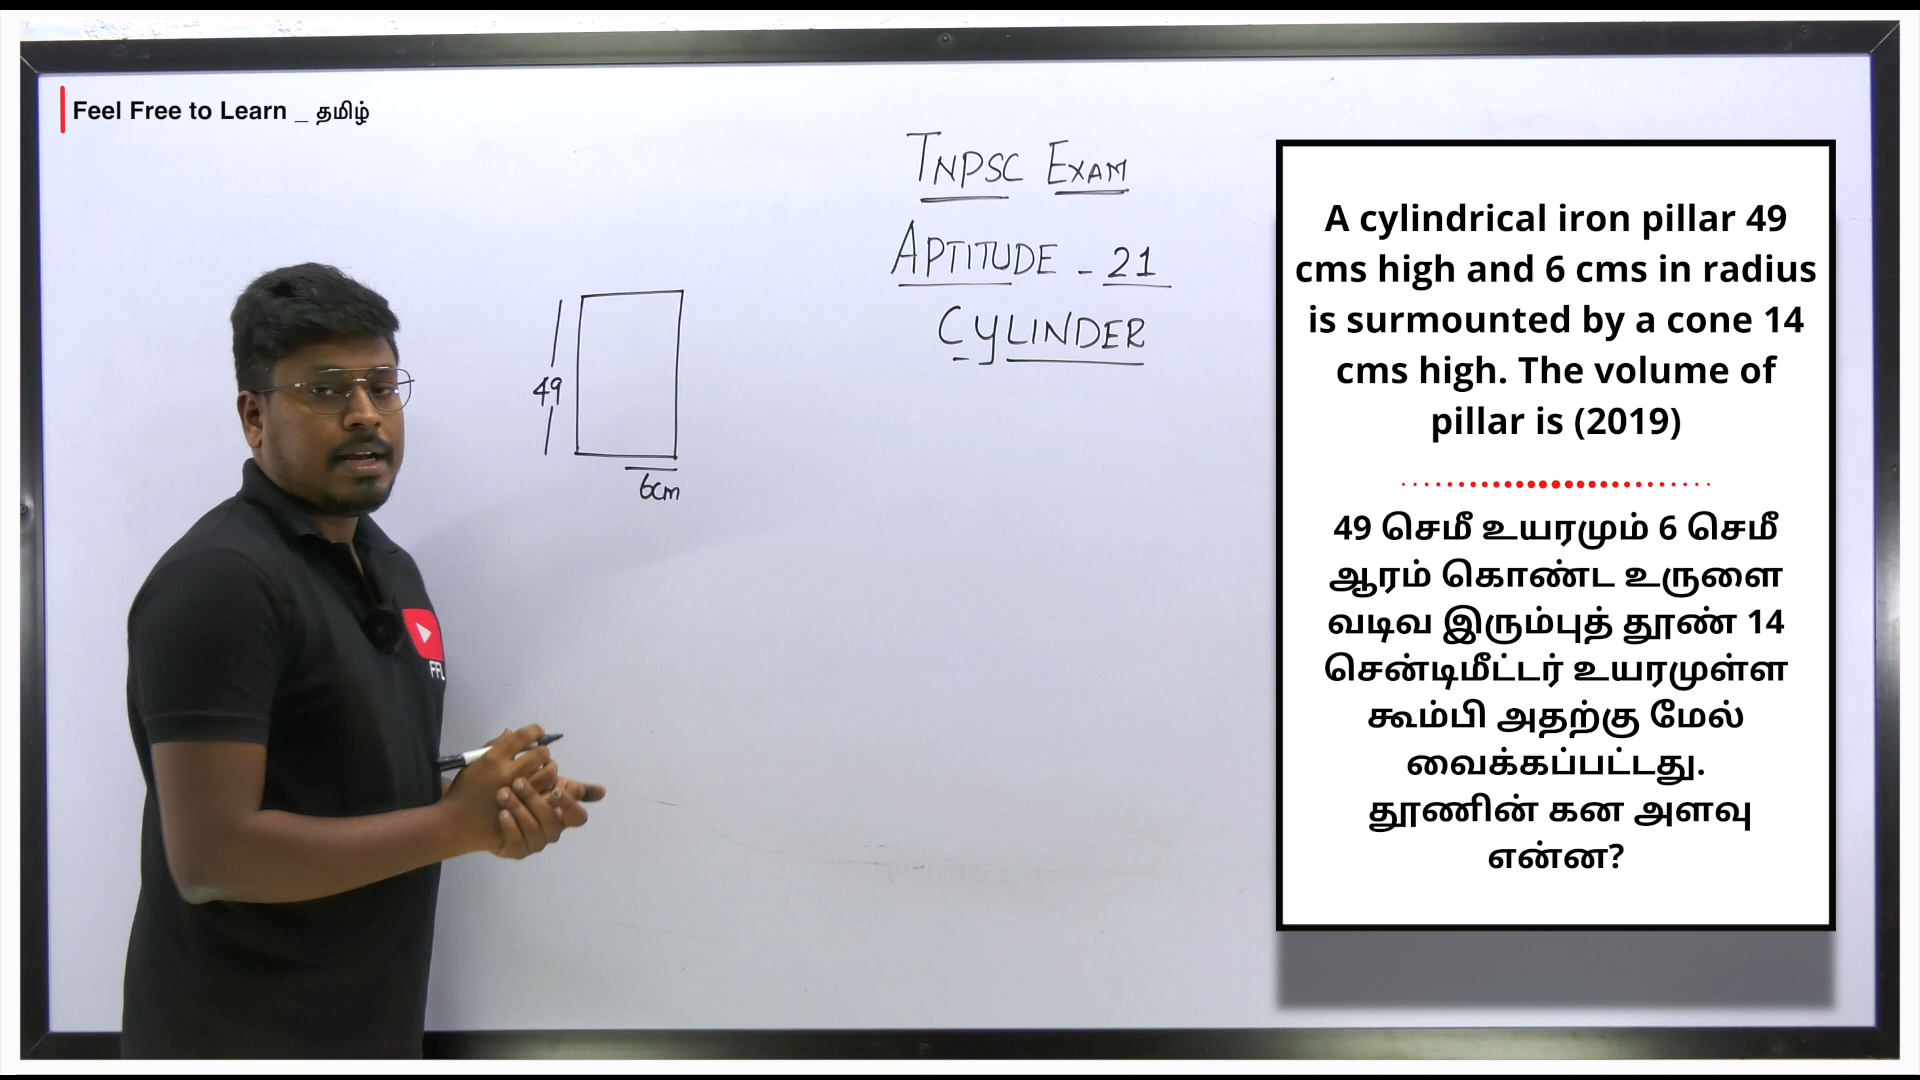 Feel Free to Learn _ தமிழ்
TNPSC EXAM
APTITUDE - 21
CYLINDER
49
6cm
FFL
A cylindrical iron pillar 49
cms high and 6 cms in radius
is surmounted by a cone 14
cms high. The volume of
pillar is (2019)
49 செமீ உயரமும் 6 செமீ
ஆரம் கொண்ட உருளை
வடிவ இரும்புத் தூண் 14
சென்டிமீட்டர் உயரமுள்ள
கூம்பி அதற்கு மேல்
வைக்கப்பட்டது.
தூணின் கன அளவு
என்ன?